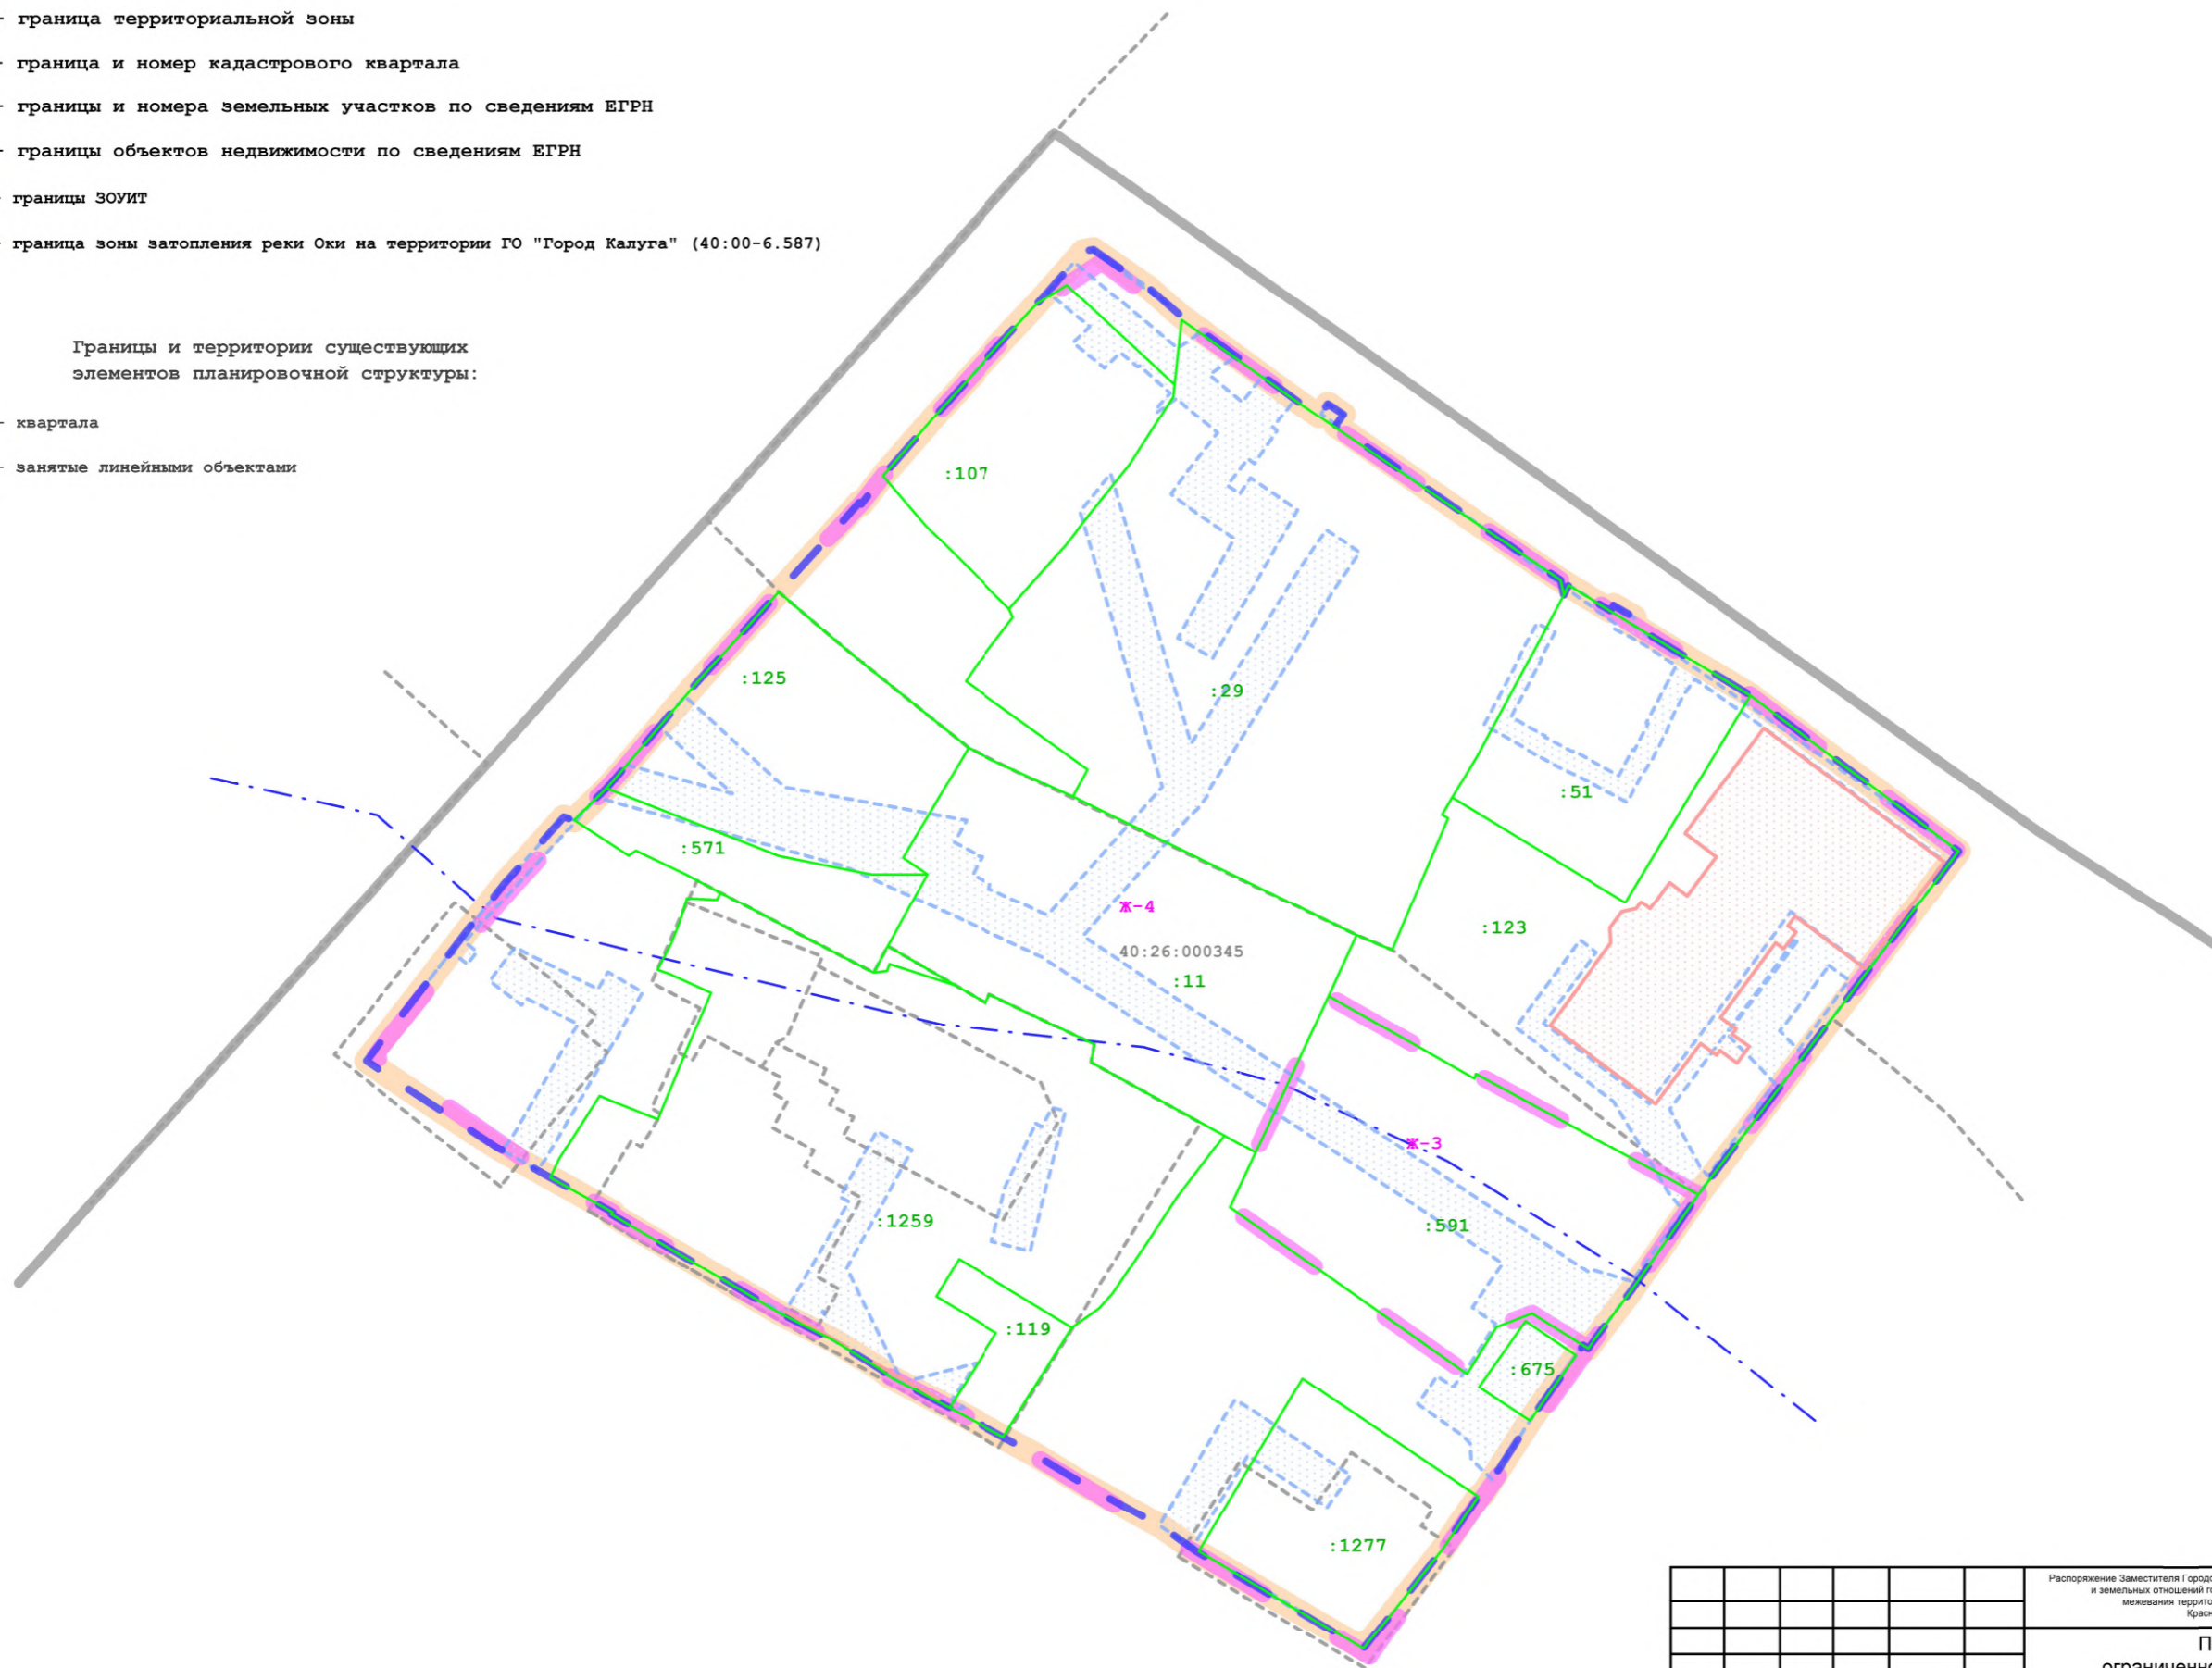 граница территориальной зоны
граница и номер кадастрового квартала
границы и номера земельных участков по сведениям ЕГРН
границы объектов недвижимости по сведениям ЕГРН
границы ЗОУИТ
граница зоны затопления реки Оки на территории ГО "Город Калуга" (40:00-6.587)
Границы и территории существующих
элементов планировочной структуры:
квартала
занятые линейными объектами
:107
:125
:29
:51
:571
Ж-4
:123
40:26:000345
:11
Ж-3
:1259
:591
:119
:675
:1277
Распоряжение Заместителя Городс
и земельных отношений го
межевания террито
Красн
П
ограниченно